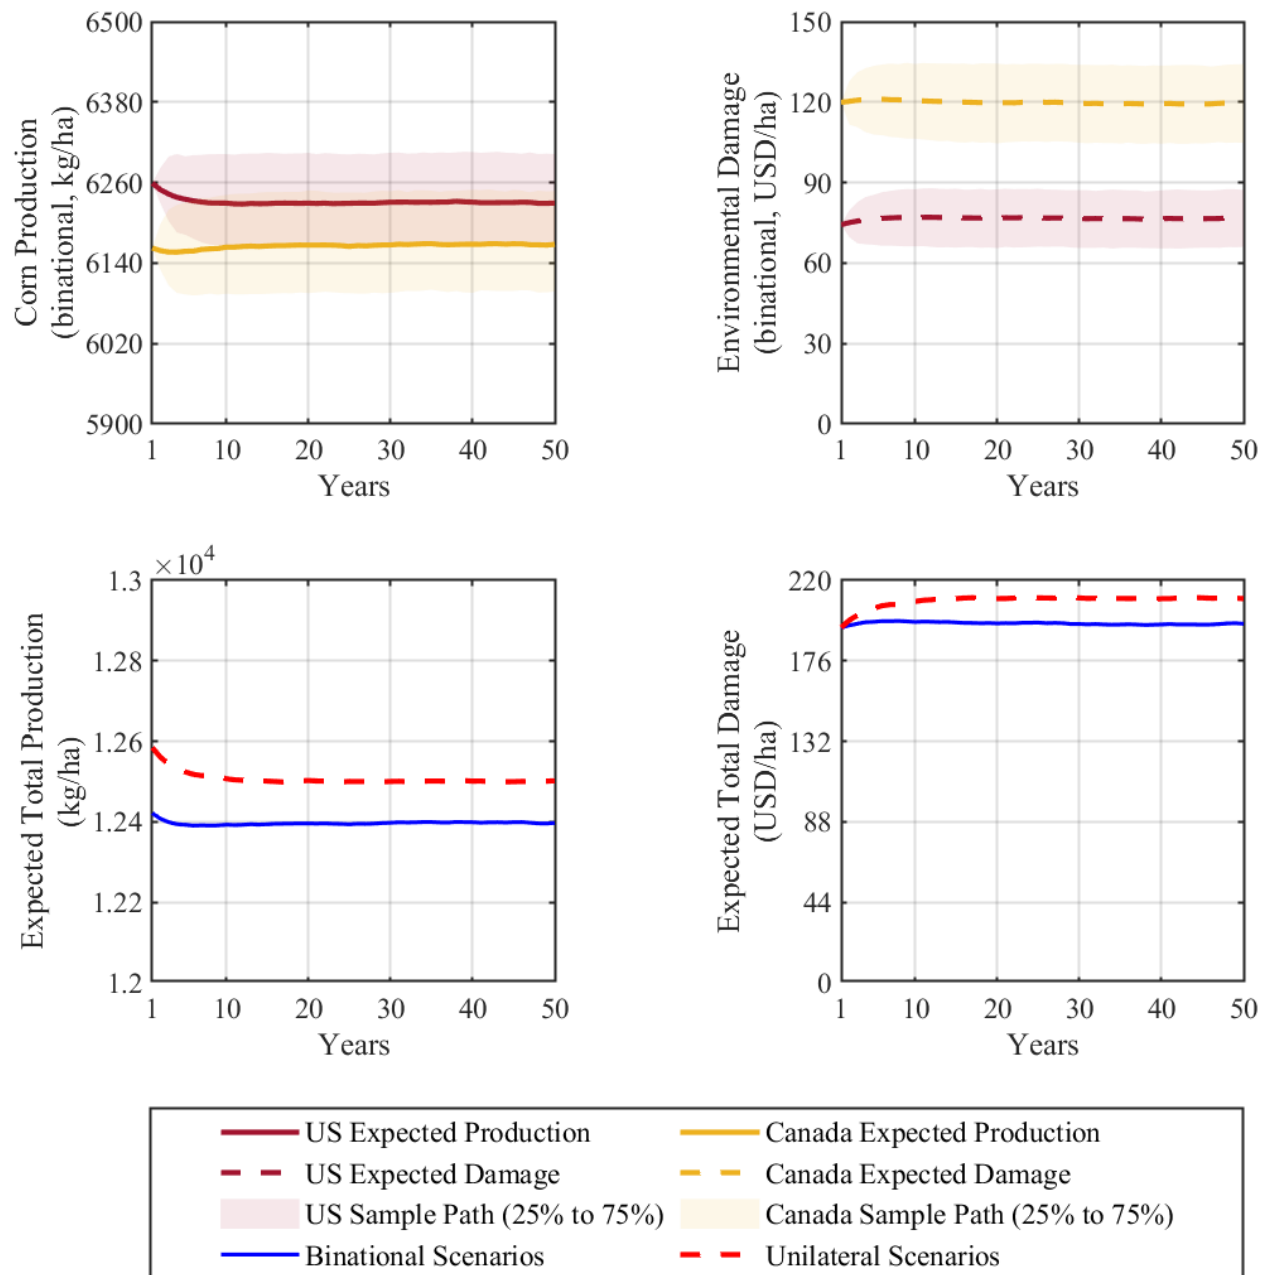 6500
6380
6260
6140
6020
5900
1 10 20 30 40 50
Years
Corn Production
(binational, kg/ha)
150
120
90
60
30
0
1 10 20 30 40 50
Years
Environmental Damage
(binational, USD/ha)
×10⁴
1.3
1.28
1.26
1.24
1.22
1.2
1 10 20 30 40 50
Years
Expected Total Production
(kg/ha)
220
176
132
88
44
0
1 10 20 30 40 50
Years
Expected Total Damage
(USD/ha)
US Expected Production
Canada Expected Production
US Expected Damage
Canada Expected Damage
US Sample Path (25% to 75%)
Canada Sample Path (25% to 75%)
Binational Scenarios
Unilateral Scenarios